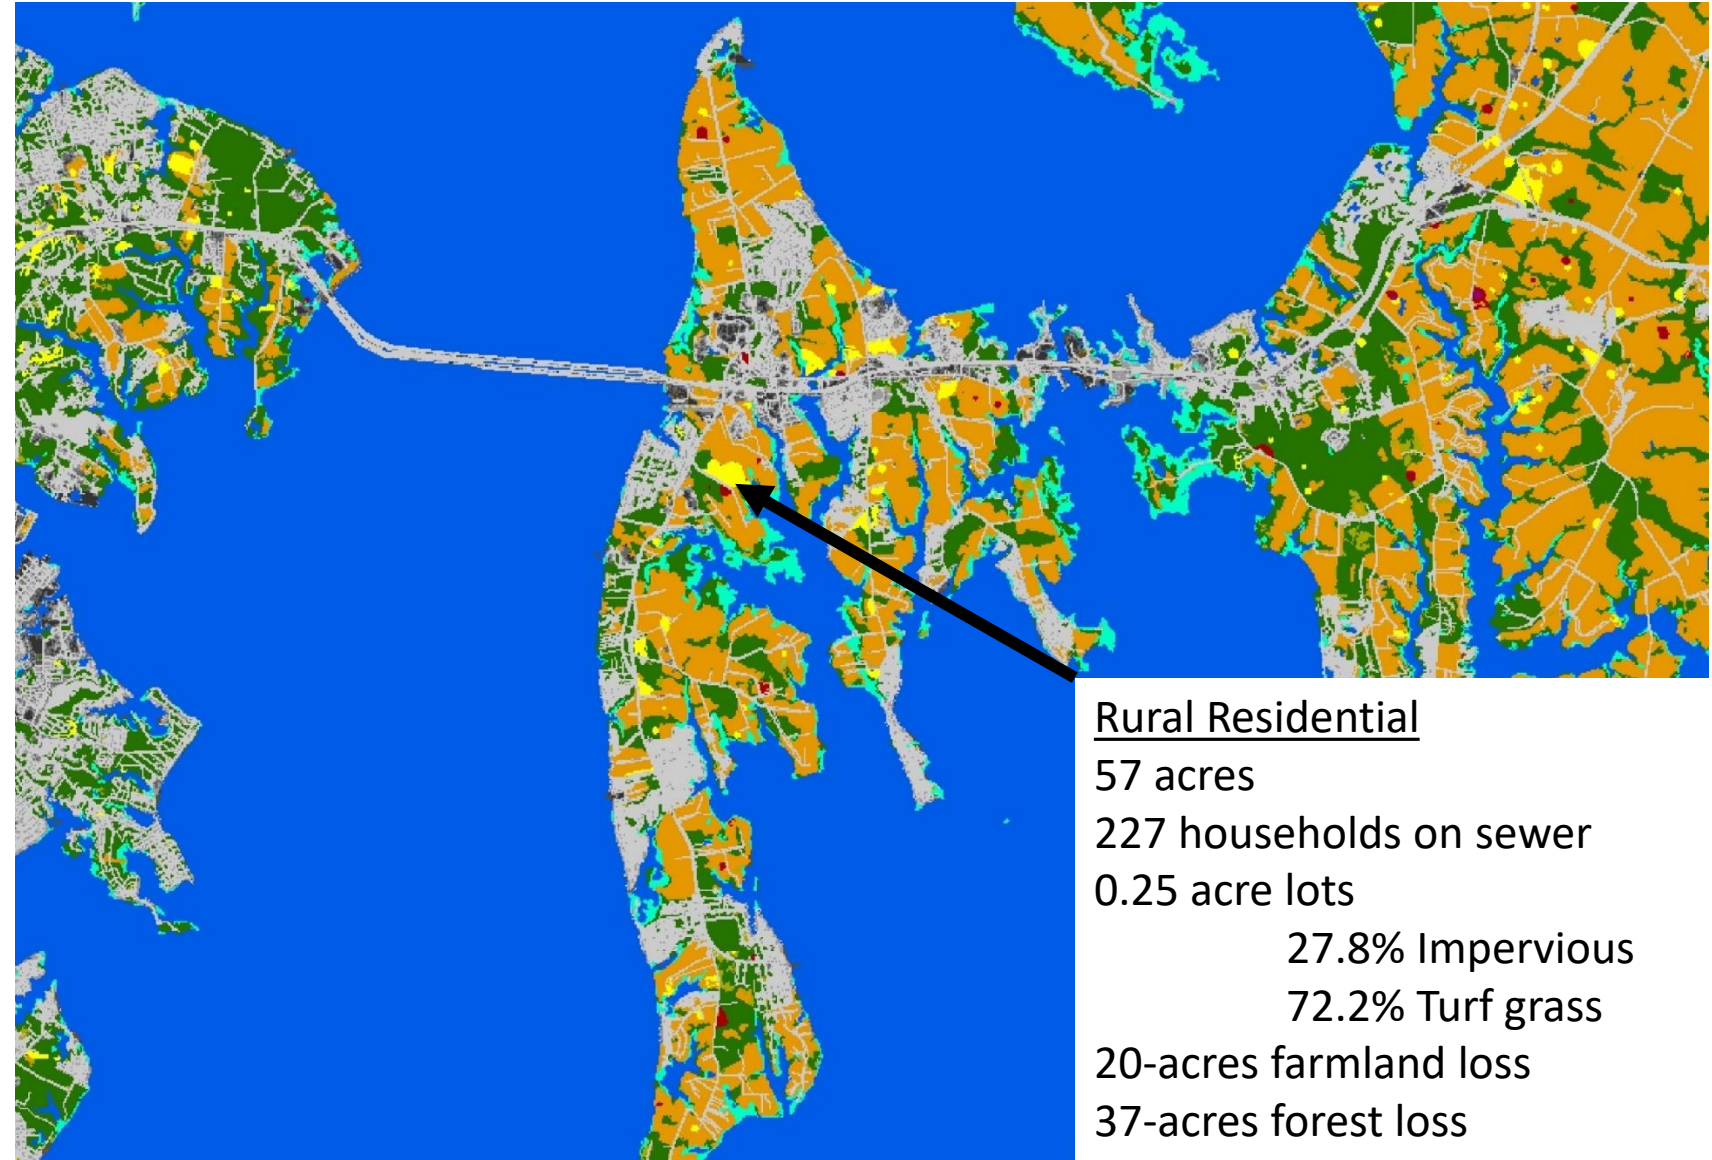 Rural Residential
57 acres
227 households on sewer
0.25 acre lots
27.8% Impervious
72.2% Turf grass
20-acres farmland loss
37-acres forest loss